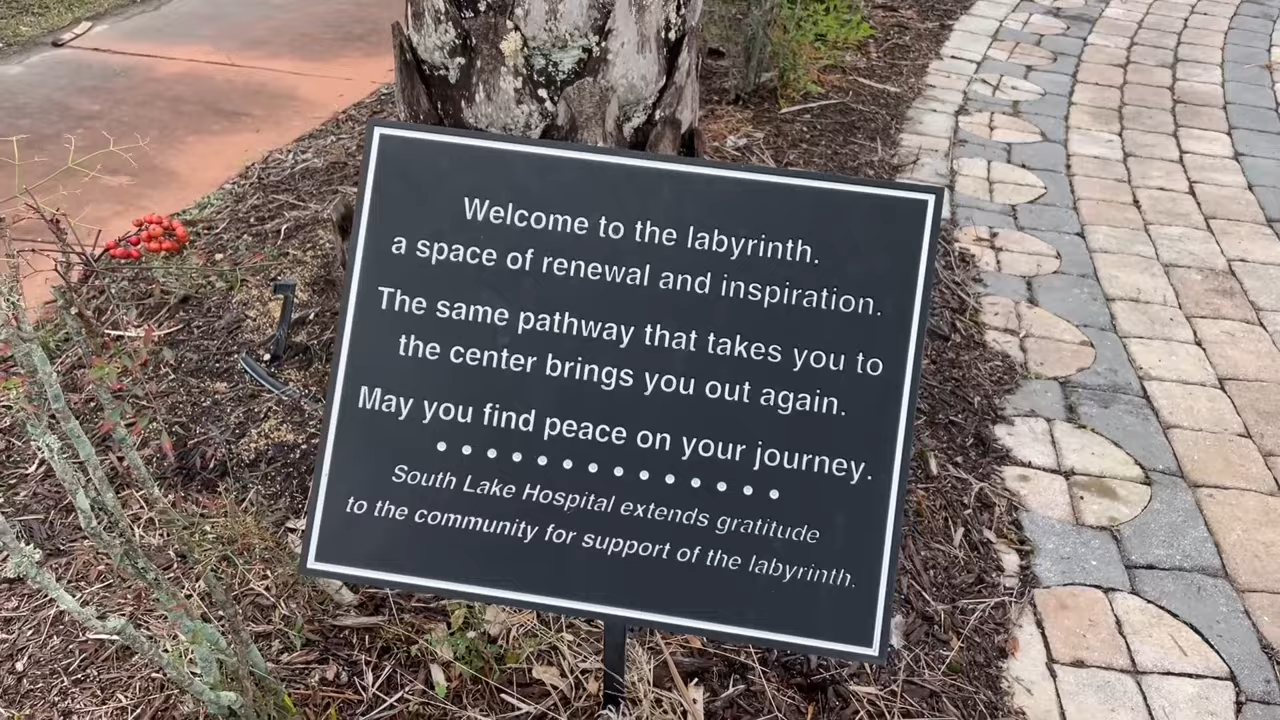 Welcome to the labyrinth.
a space of renewal and inspiration.
The same pathway that takes you to
the center brings you out again.
May you find peace on your journey.
South Lake Hospital extends gratitude
to the community for support of the labyrinth.